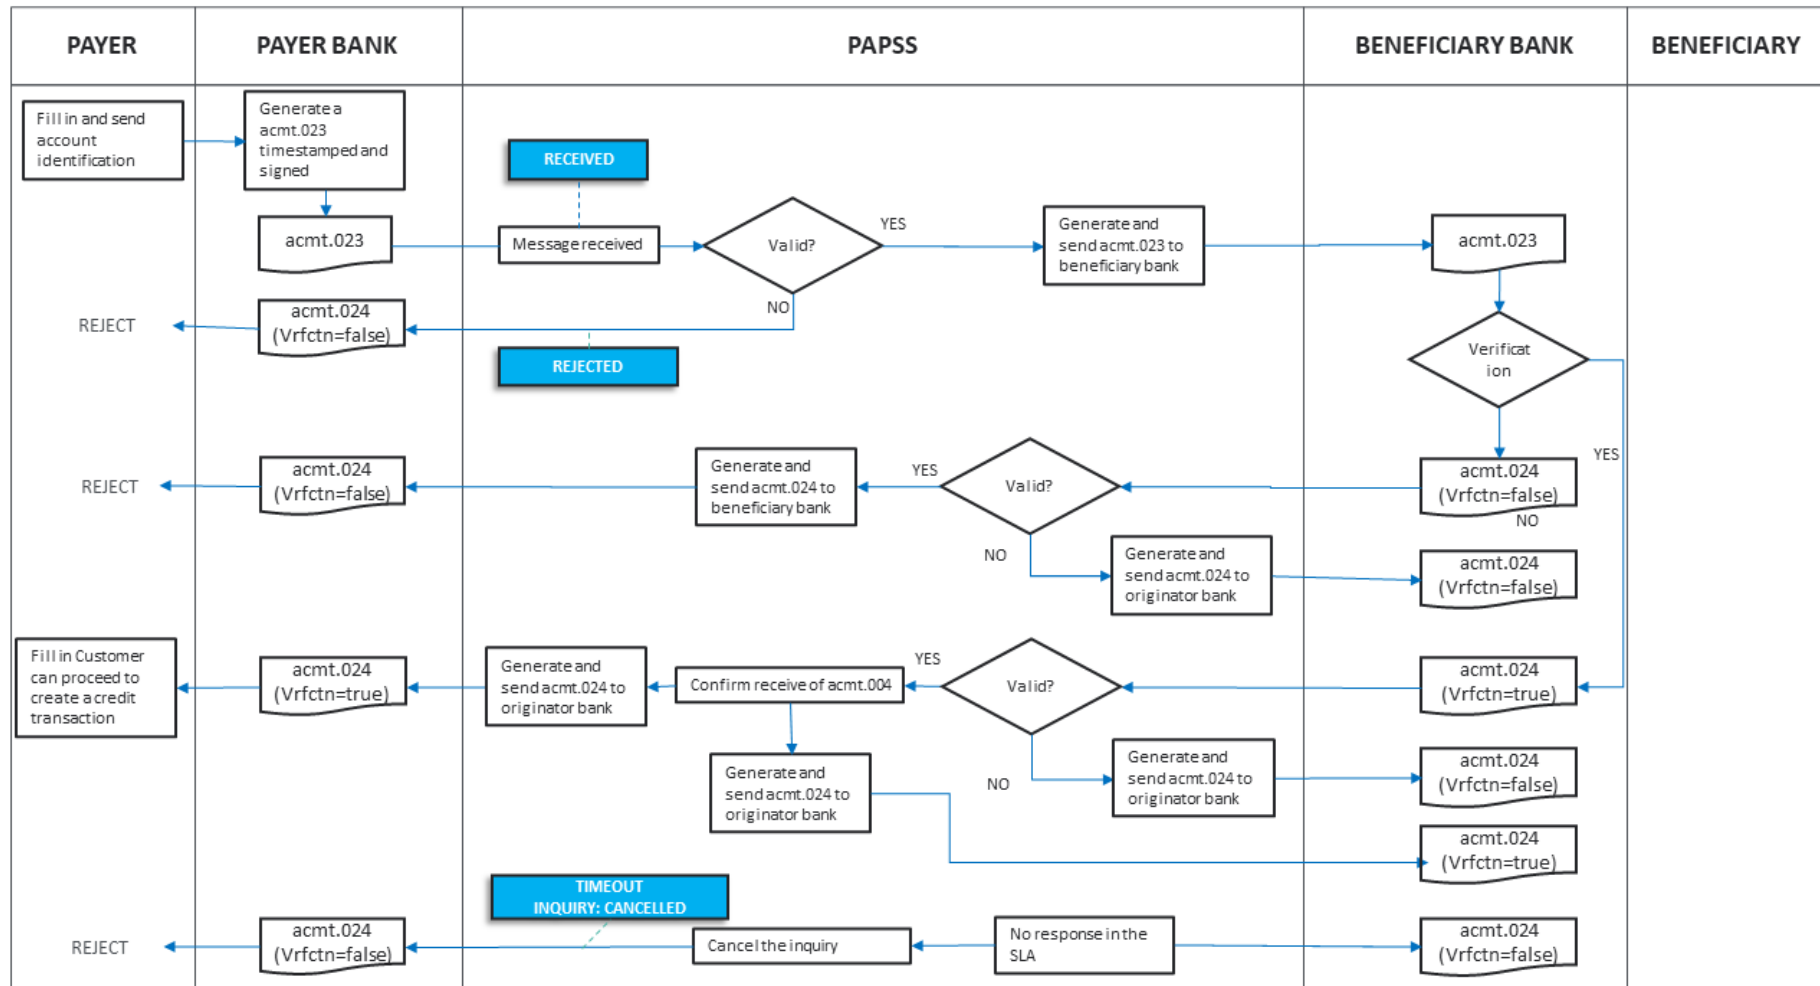 PAYER
PAYER BANK
PAPSS
BENEFICIARY BANK
BENEFICIARY
Fill in and send
account
identification
Generate a
acmt.023
timestamped and
signed
RECEIVED
acmt.023
Message received
Valid?
YES
Generate and
send acmt.023 to
beneficiary bank
acmt.023
NO
REJECT
acmt.024
(Vrfctn=false)
REJECTED
Verificat
ion
YES
REJECT
acmt.024
(Vrfctn=false)
Generate and
send acmt.024 to
beneficiary bank
YES
Valid?
acmt.024
(Vrfctn=false)
NO
NO
Generate and
send acmt.024 to
originator bank
acmt.024
(Vrfctn=false)
Fill in Customer
can proceed to
create a credit
transaction
acmt.024
(Vrfctn=true)
Generate and
send acmt.024 to
originator bank
Confirm receive of acmt.004
YES
Valid?
acmt.024
(Vrfctn=true)
Generate and
send acmt.024 to
originator bank
NO
Generate and
send acmt.024 to
originator bank
acmt.024
(Vrfctn=false)
acmt.024
(Vrfctn=true)
TIMEOUT
INQUIRY: CANCELLED
REJECT
acmt.024
(Vrfctn=false)
Cancel the inquiry
No response in the
SLA
acmt.024
(Vrfctn=false)